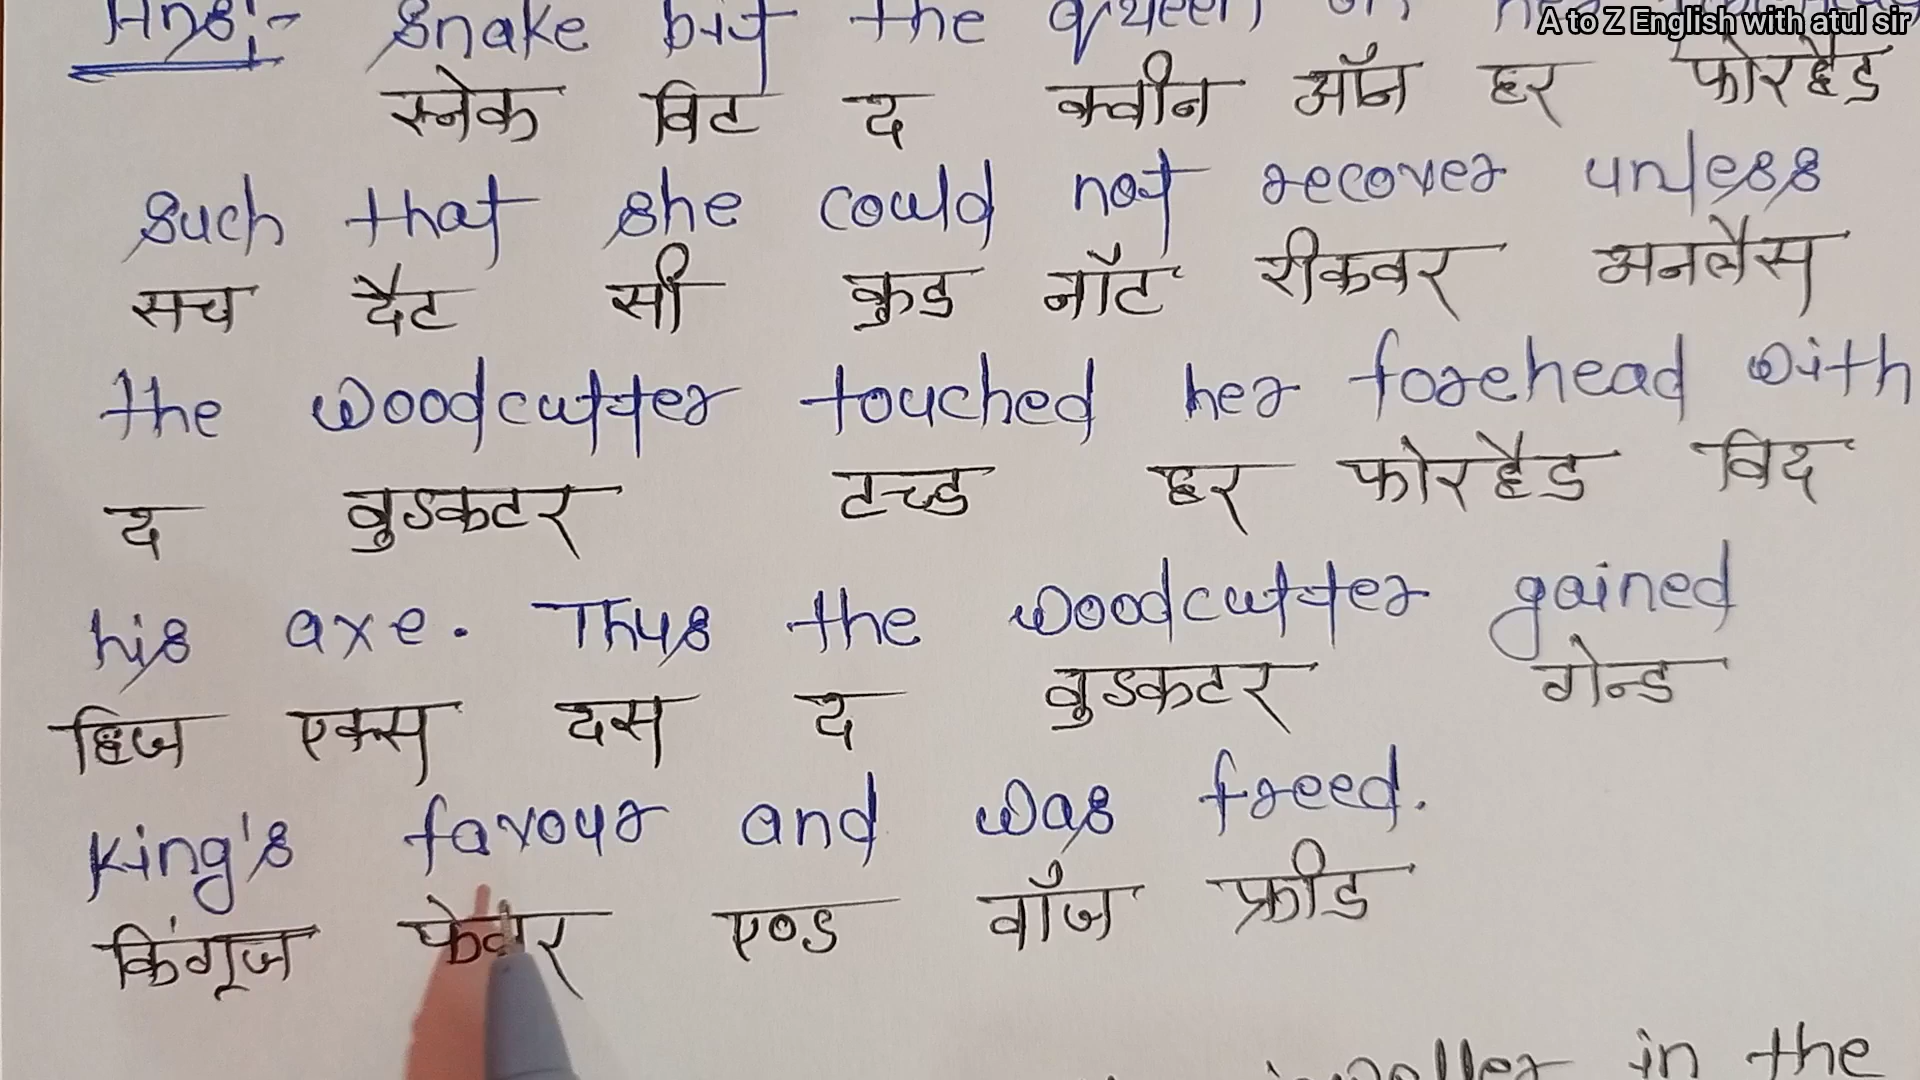 Ans:- Snake bit the queen on her
A to Z English with atul sir
स्नेक बिट द क्वीन ऑन हर फोरहैड
such that she could not recover unless
सच दैट सी कुड नॉट रीकवर अनलैस
the woodcutter touched her forehead with
द वुडकटर टच्ड हर फोरहैड विद
his axe. Thus the woodcutter gained
हिज एक्स दस द वुडकटर गेन्ड
King's favour and was freed.
किंग्ज फेवर एण्ड वॉज फ्रीड
in the